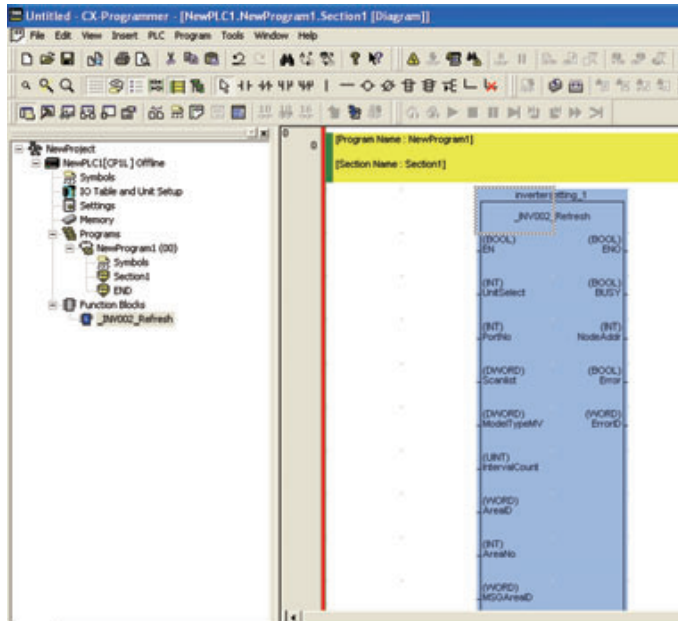 Untitled - CX-Programmer - [NewPLC1.NewProgram1.Section1 [Diagram]]
File Edit View Insert PLC Program Tools Window Help
NewProject
NewPLC1[CP1L] Offline
Symbols
IO Table and Unit Setup
Settings
Memory
Programs
NewProgram1 (00)
Symbols
Section1
END
Function Blocks
_INV002_Refresh
0
0
[Program Name : NewProgram1]
[Section Name : Section1]
invertersetting_1
_INV002_Refresh
(BOOL) (BOOL)
EN ENO
(INT) (BOOL)
UnitSelect BUSY
(INT) (INT)
PortNo NodeAddr
(DWORD) (BOOL)
Scanlist Error
(DWORD) (WORD)
ModelTypeMV ErrorID
(UINT)
IntervalCount
(WORD)
AreaID
(INT)
AreaNo
(WORD)
MSGAreaID